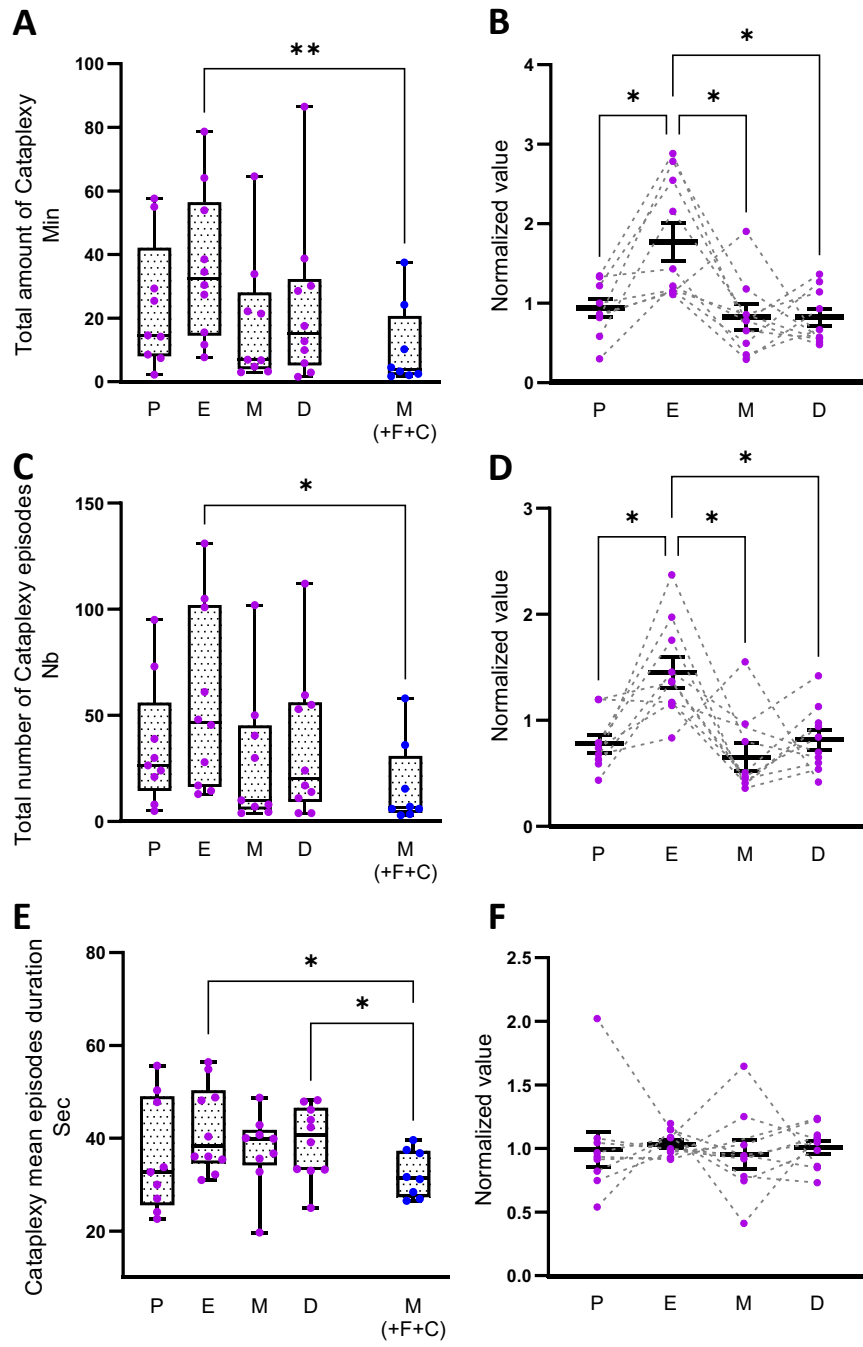 A
Total amount of Cataplexy
Min
100
80
60
40
20
0
**
P E M D M
(+F+C)
B
Normalized value
4
3
2
1
0
*
* *
P E M D
C
Total number of Cataplexy episodes
Nb
150
100
50
0
*
P E M D M
(+F+C)
D
Normalized value
3
2
1
0
*
* *
P E M D
E
Cataplexy mean episodes duration
Sec
80
60
40
20
*
*
P E M D M
(+F+C)
F
Normalized value
2.5
2.0
1.5
1.0
0.5
0.0
P E M D